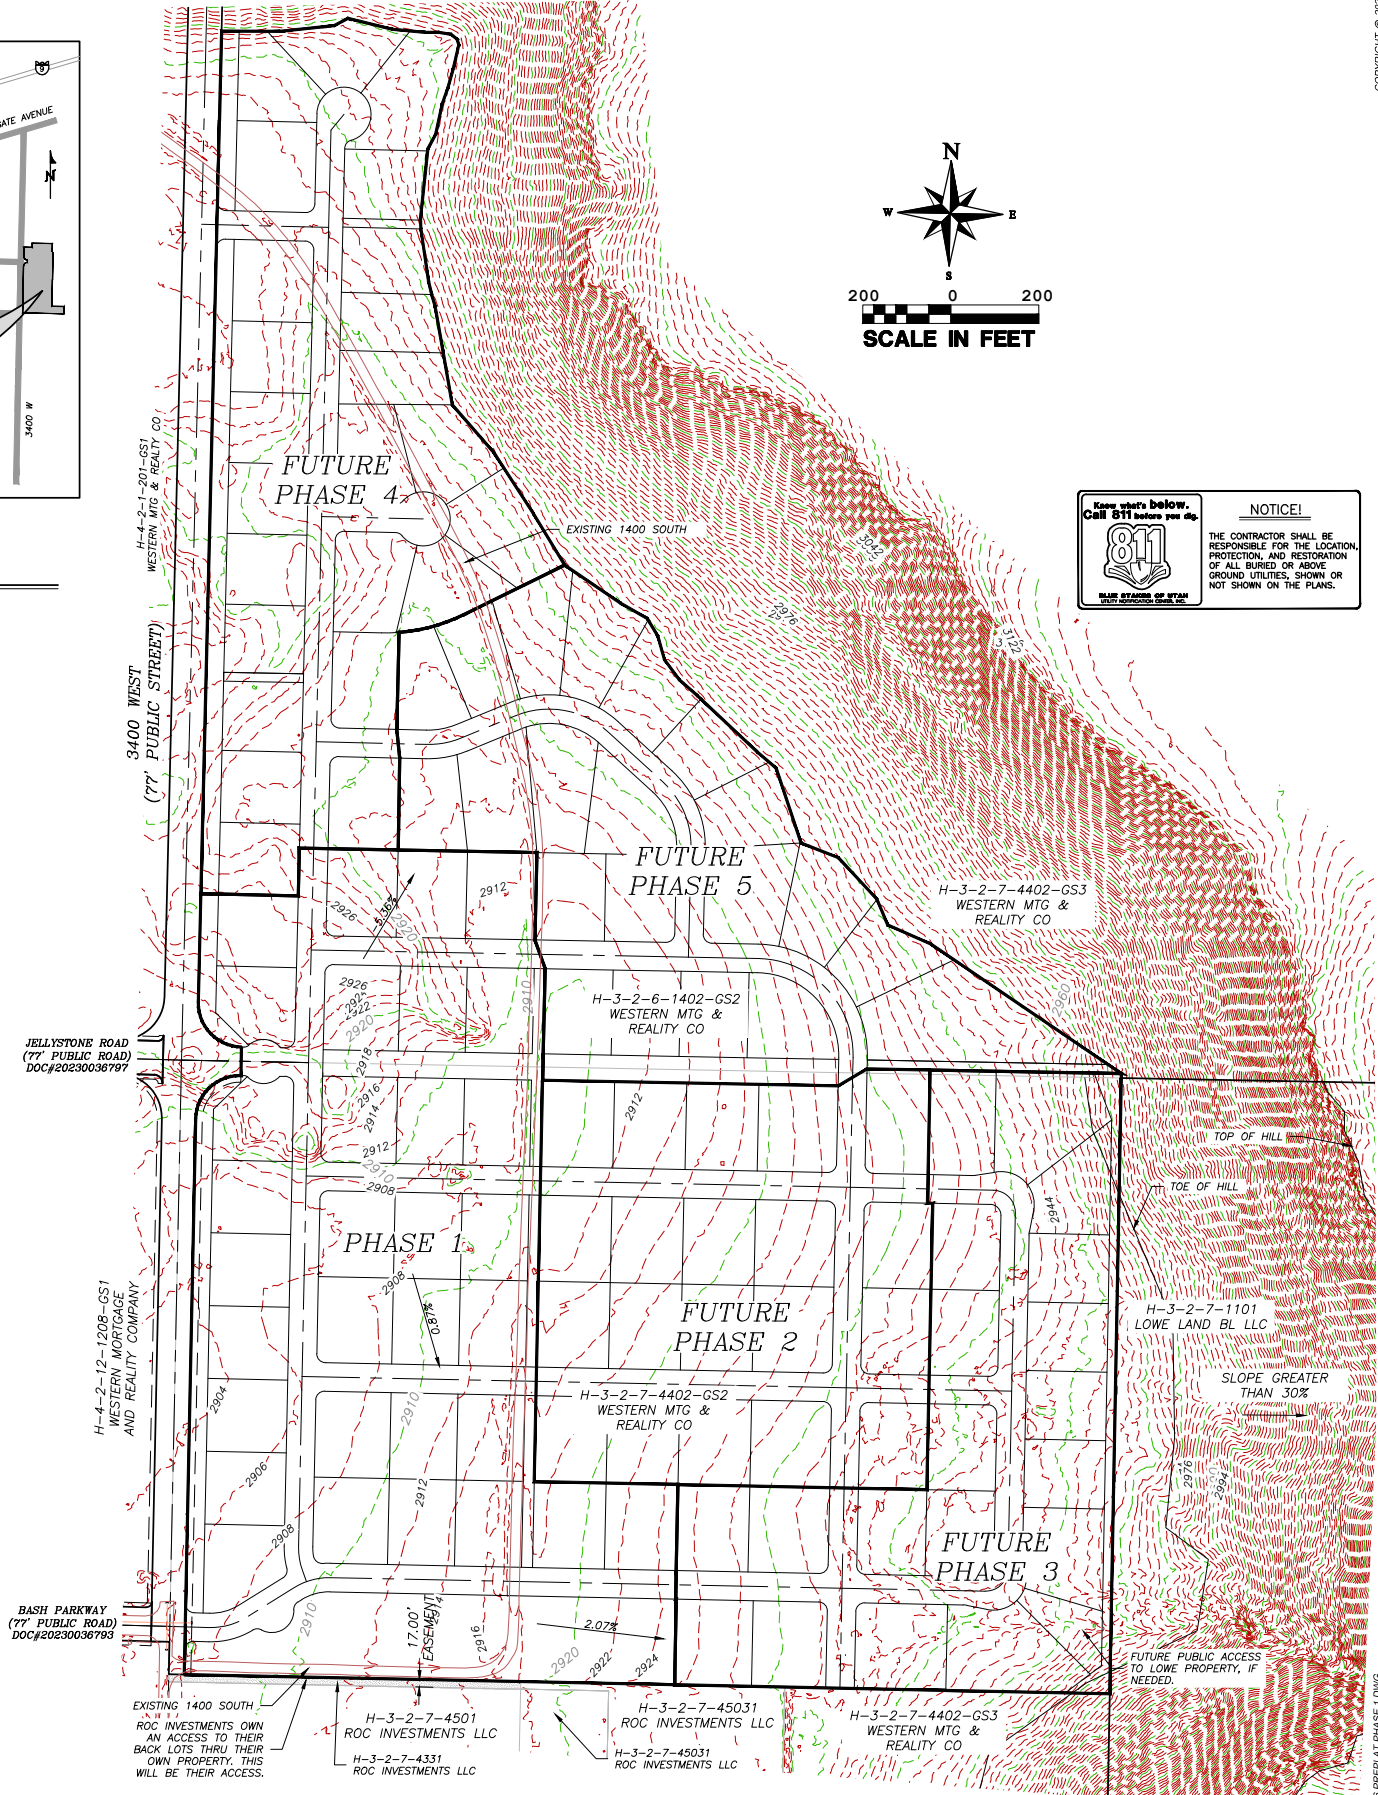 GATE AVENUE
N
3400 W
N
W
E
S
200 0 200
SCALE IN FEET
Know what's below.
Call 811 before you dig.
811
BLUE STAKES OF UTAH
UTILITY NOTIFICATION CENTER, INC.
NOTICE!
THE CONTRACTOR SHALL BE
RESPONSIBLE FOR THE LOCATION,
PROTECTION, AND RESTORATION
OF ALL BURIED OR ABOVE
GROUND UTILITIES, SHOWN OR
NOT SHOWN ON THE PLANS.
H-4-2-1-201-GS1
WESTERN MTG & REALTY CO
FUTURE
PHASE 4
EXISTING 1400 SOUTH
3042
2976
3122
3400 WEST
(77' PUBLIC STREET)
FUTURE
PHASE 5
H-3-2-7-4402-GS3
WESTERN MTG &
REALITY CO
2912
2926
-5.36%
2920
2926
2922
2920
2918
2916
2914
2912
2910
2908
2910
H-3-2-6-1402-GS2
WESTERN MTG &
REALITY CO
2960
2912
JELLYSTONE ROAD
(77' PUBLIC ROAD)
DOC#20230036797
TOP OF HILL
TOE OF HILL
2944
PHASE 1
2908
0.87%
FUTURE
PHASE 2
H-3-2-7-1101
LOWE LAND BL LLC
SLOPE GREATER
THAN 30%
H-4-2-12-1208-GS1
WESTERN MORTGAGE
AND REALITY COMPANY
H-3-2-7-4402-GS2
WESTERN MTG &
REALITY CO
2904
2906
2908
2910
2910
2912
2914
2916
2976
2994
FUTURE
PHASE 3
BASH PARKWAY
(77' PUBLIC ROAD)
DOC#20230036793
17.00'
EASEMENT
2.07%
2920
2922
2924
FUTURE PUBLIC ACCESS
TO LOWE PROPERTY, IF
NEEDED.
EXISTING 1400 SOUTH
ROC INVESTMENTS OWN
AN ACCESS TO THEIR
BACK LOTS THRU THEIR
OWN PROPERTY. THIS
WILL BE THEIR ACCESS.
H-3-2-7-4501
ROC INVESTMENTS LLC
H-3-2-7-4331
ROC INVESTMENTS LLC
H-3-2-7-45031
ROC INVESTMENTS LLC
H-3-2-7-45031
ROC INVESTMENTS LLC
H-3-2-7-4402-GS3
WESTERN MTG &
REALITY CO